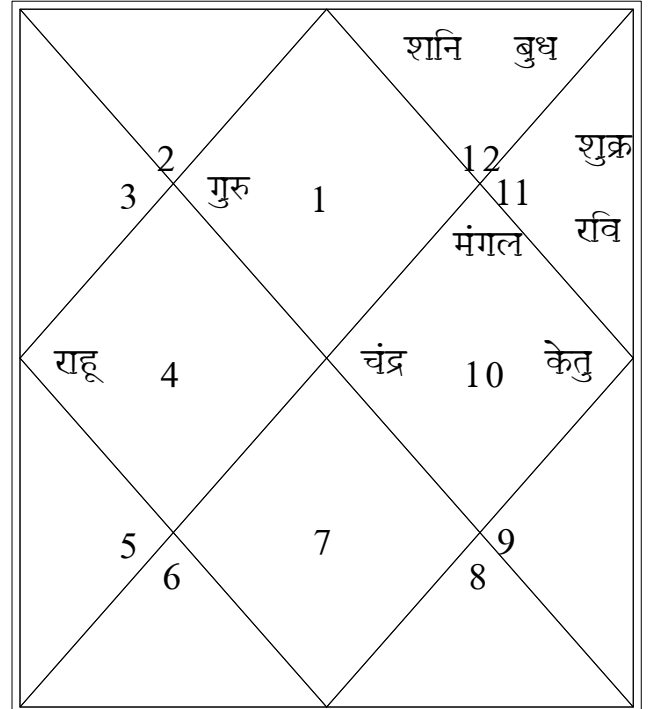 शनि बुध
2 12 शुक्र
3 गुरु 1 11
मंगल रवि
राहू 4 चंद्र 10 केतु
5 7 9
6 8